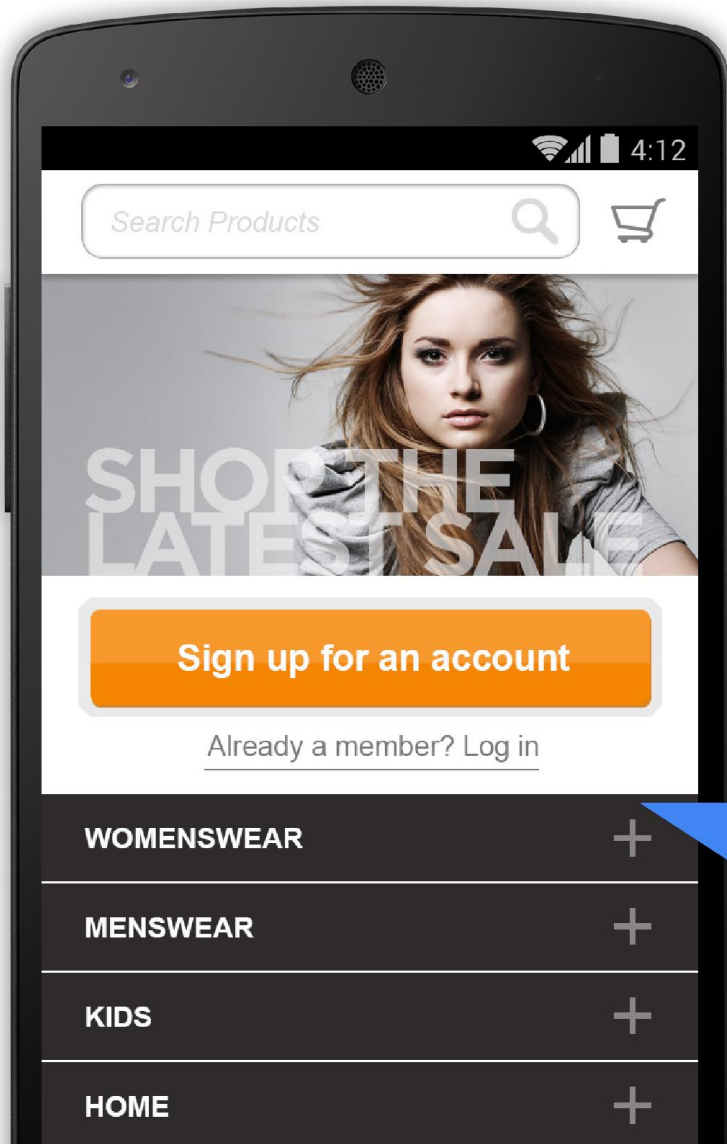 4:12
Search Products
SHOP THE
LATEST SALE
Sign up for an account
Already a member? Log in
WOMENSWEAR
MENSWEAR
KIDS
HOME